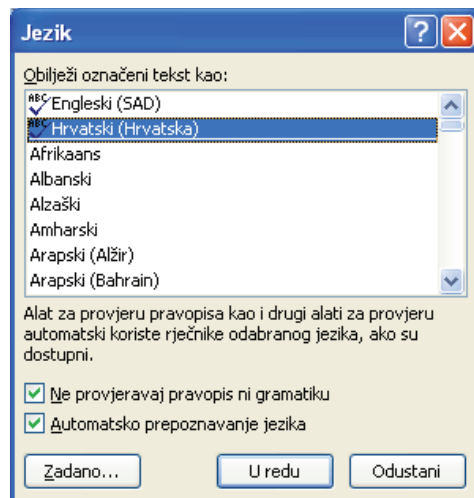 Jezik
Obilježi označeni tekst kao:
ABC Engleski (SAD)
ABC Hrvatski (Hrvatska)
Afrikaans
Albanski
Alzaški
Amharski
Arapski (Alžir)
Arapski (Bahrain)
Alat za provjeru pravopisa kao i drugi alati za provjeru
automatski koriste rječnike odabranog jezika, ako su
dostupni.
Ne provjeravaj pravopis ni gramatiku
Automatsko prepoznavanje jezika
Zadano... U redu Odustani